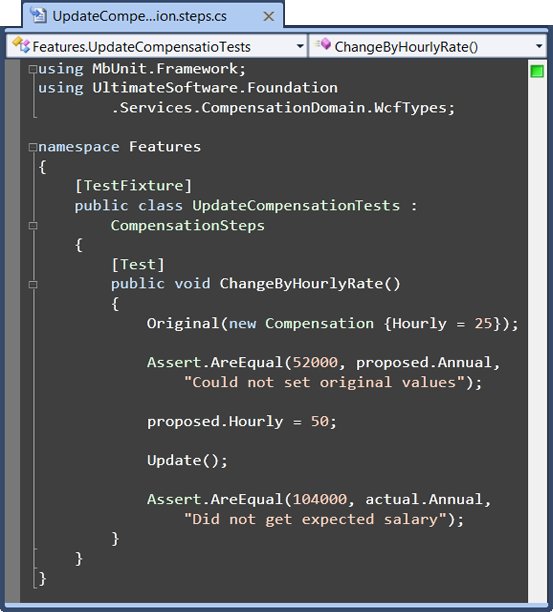 UpdateCompe...ion.steps.cs
Features.UpdateCompensatioTests
ChangeByHourlyRate()
using MbUnit.Framework;
using UltimateSoftware.Foundation
.Services.CompensationDomain.WcfTypes;
namespace Features
{
[TestFixture]
public class UpdateCompensationTests :
CompensationSteps
{
[Test]
public void ChangeByHourlyRate()
{
Original(new Compensation {Hourly = 25});
Assert.AreEqual(52000, proposed.Annual,
"Could not set original values");
proposed.Hourly = 50;
Update();
Assert.AreEqual(104000, actual.Annual,
"Did not get expected salary");
}
}
}